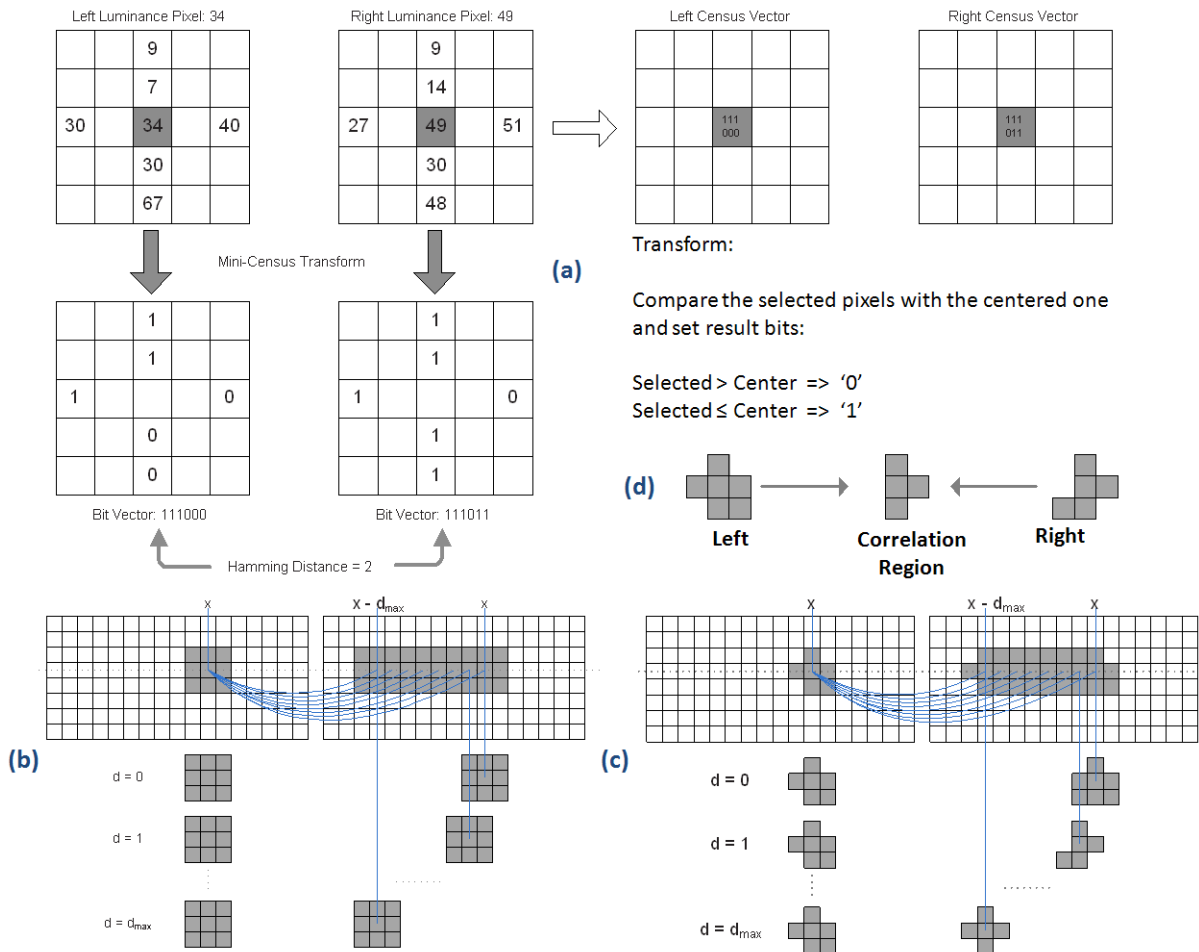 Left Luminance Pixel: 34
Right Luminance Pixel: 49
Left Census Vector
Right Census Vector
9
7
30 34 40
30
67
9
14
27 49 51
30
48
111
000
111
011
Mini-Census Transform
(a)
Transform:
Compare the selected pixels with the centered one
and set result bits:
Selected > Center => ‘0’
Selected ≤ Center => ‘1’
1
1
1 0
0
0
1
1
1 0
1
1
Bit Vector: 111000
Bit Vector: 111011
Hamming Distance = 2
(d)
Left
Correlation
Region
Right
x
x - dmax
x
(b)
d = 0
d = 1
d = dmax
x
x - dmax
x
(c)
d = 0
d = 1
d = dmax